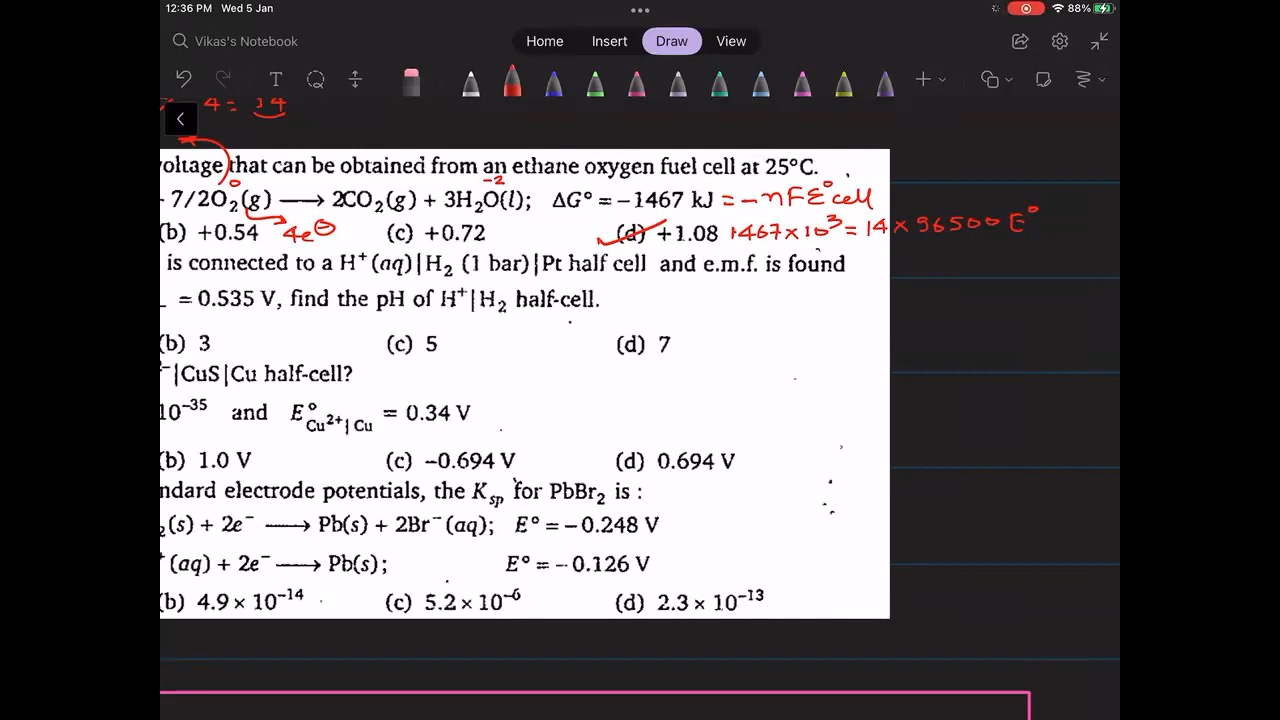 12:36 PM Wed 5 Jan
88%
Vikas's Notebook
Home Insert Draw View
4 = 14
voltage that can be obtained from an ethane oxygen fuel cell at 25°C.
0 -2
7/2O₂(g) ⟶ 2CO₂(g) + 3H₂O(l); ΔG° = −1467 kJ = -nFE°cell
(b) +0.54 4e⊖ (c) +0.72 (d) +1.08 1467×10³ = 14 × 96500 E°
is connected to a H⁺(aq)|H₂ (1 bar)|Pt half cell and e.m.f. is found
= 0.535 V, find the pH of H⁺|H₂ half-cell.
(b) 3 (c) 5 (d) 7
|CuS|Cu half-cell?
10⁻³⁵ and E°Cu²⁺|Cu = 0.34 V
(b) 1.0 V (c) −0.694 V (d) 0.694 V
ndard electrode potentials, the Ksp for PbBr₂ is :
₂(s) + 2e⁻ ⟶ Pb(s) + 2Br⁻(aq); E° = −0.248 V
⁺(aq) + 2e⁻ ⟶ Pb(s); E° = −0.126 V
(b) 4.9 × 10⁻¹⁴ (c) 5.2 × 10⁻⁶ (d) 2.3 × 10⁻¹³